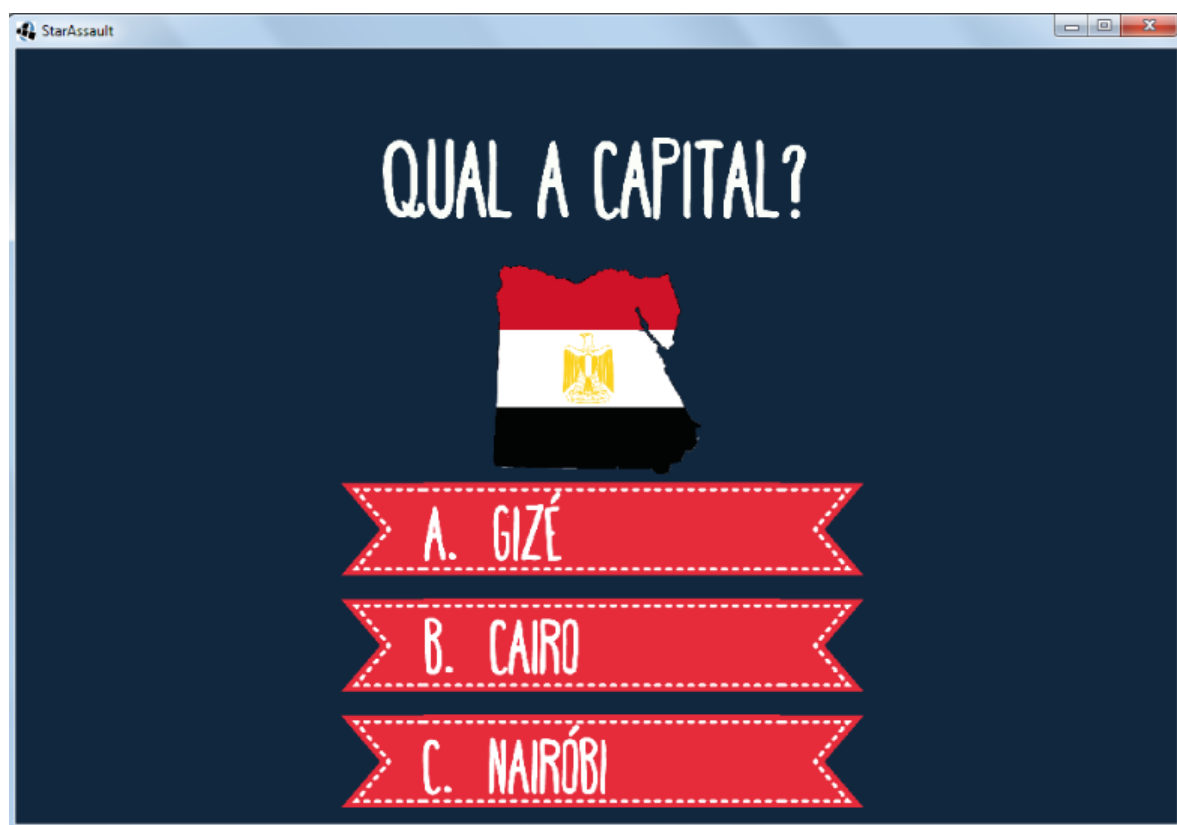 StarAssault
QUAL A CAPITAL?
A. GIZÉ
B. CAIRO
C. NAIRÓBI